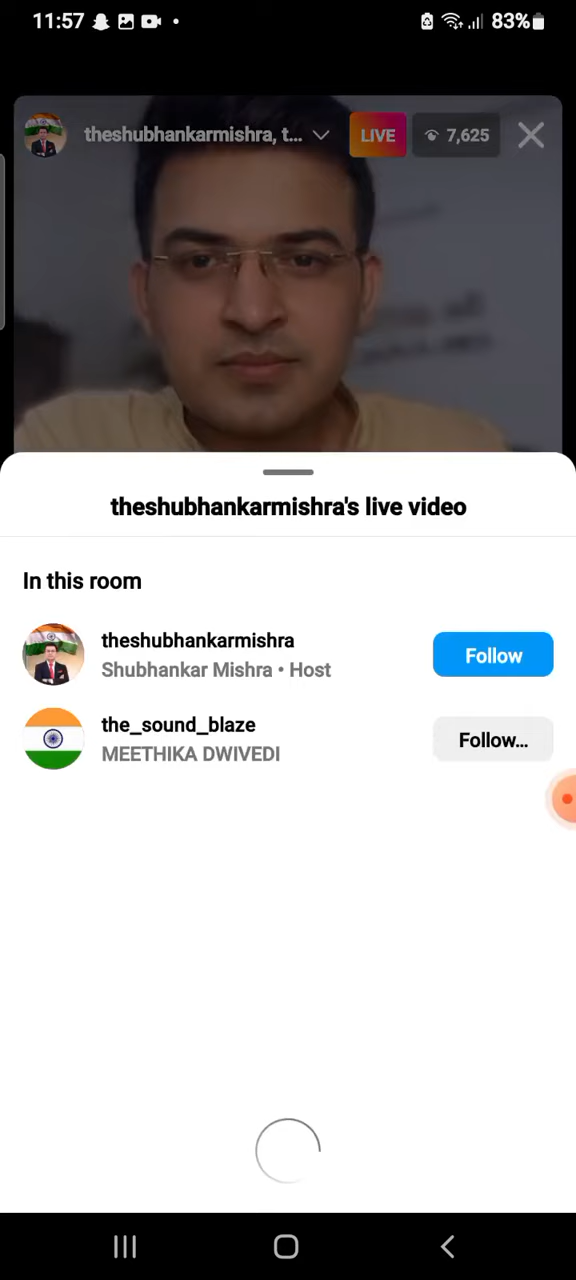 11:57
83%
theshubhankarmishra, t...
LIVE
7,625
theshubhankarmishra's live video
In this room
theshubhankarmishra
Shubhankar Mishra • Host
Follow
the_sound_blaze
MEETHIKA DWIVEDI
Follow...